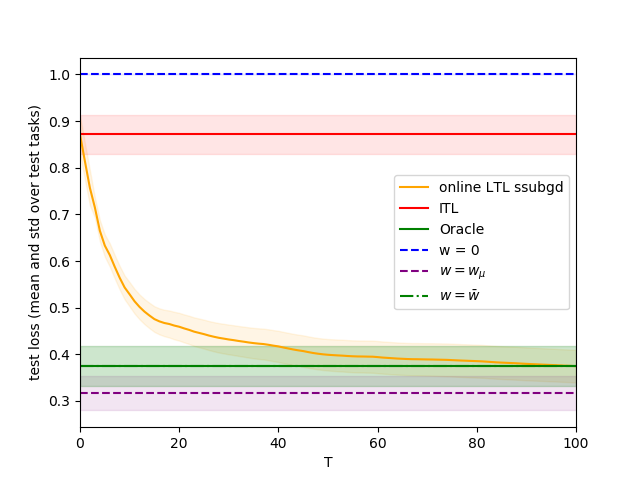 1.0
0.9
0.8
0.7
0.6
0.5
0.4
0.3
test loss (mean and std over test tasks)
online LTL ssubgd
ITL
Oracle
w = 0
w = w_μ
w = w̄
0 20 40 60 80 100
T